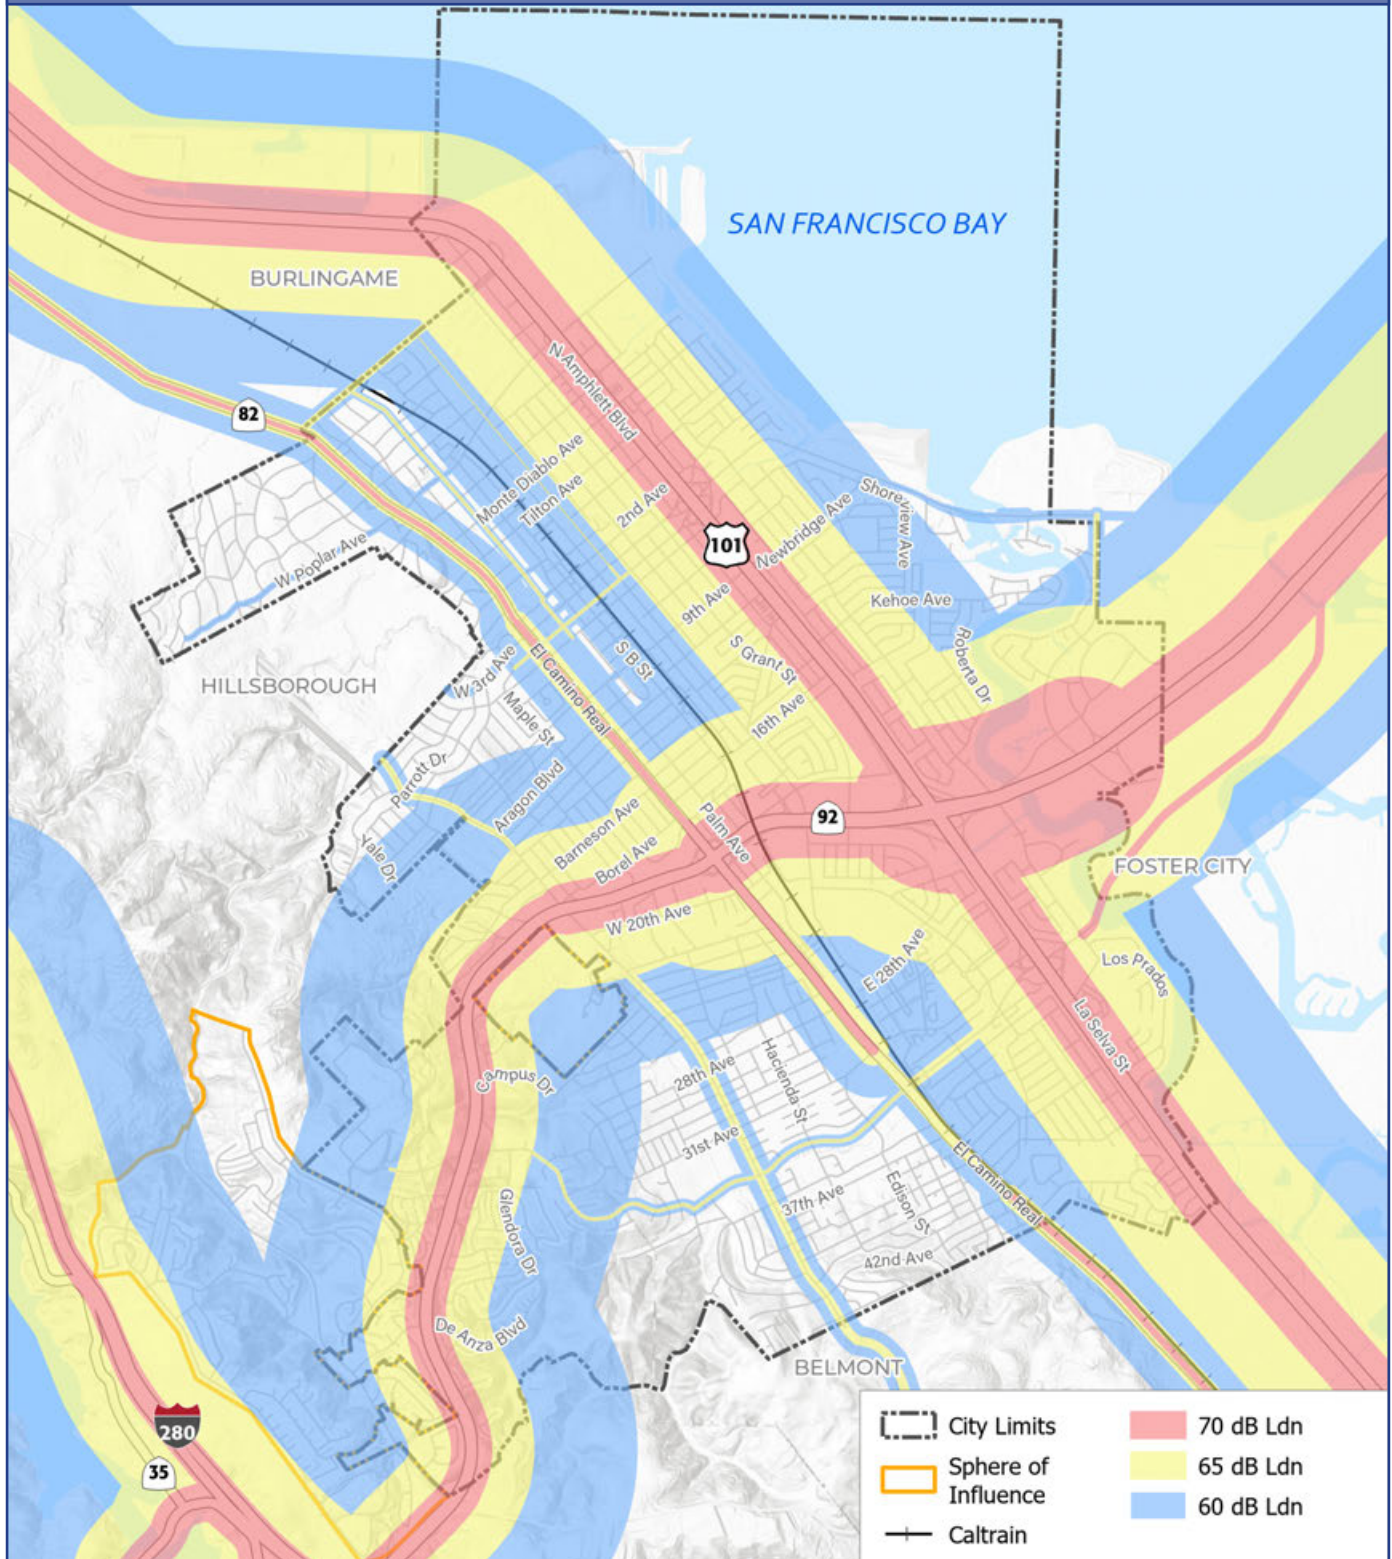 SAN FRANCISCO BAY
BURLINGAME
N Amphlett Blvd
82
Monte Diablo Ave
Tilton Ave
2nd Ave
Shoreview Ave
101
Newbridge Ave
W Poplar Ave
Kehoe Ave
9th Ave
Roberta Dr
S B St
S Grant St
El Camino Real
W 3rd Ave
HILLSBOROUGH
Maple St
16th Ave
Parrott Dr
Aragon Blvd
Barneson Ave
Palm Ave
92
Borel Ave
Yale Dr
FOSTER CITY
W 20th Ave
E 28th Ave
Los Prados
La Selva St
Hacienda St
28th Ave
Campus Dr
31st Ave
El Camino Real
37th Ave
Edison St
Glendora Dr
42nd Ave
De Anza Blvd
BELMONT
280
35
City Limits
Sphere of
Influence
Caltrain
70 dB Ldn
65 dB Ldn
60 dB Ldn